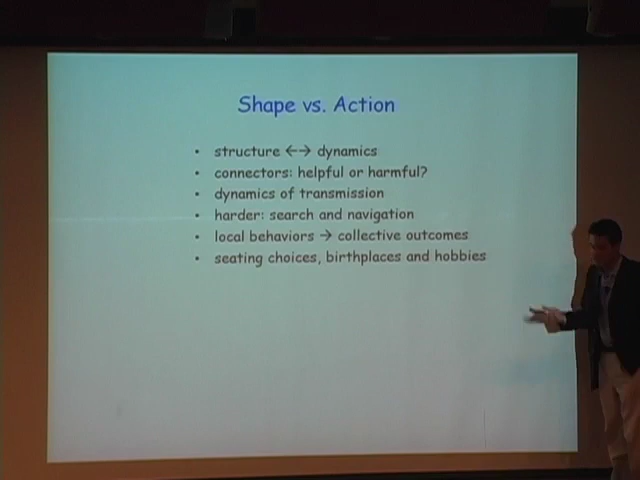 Shape vs. Action
• structure ←→ dynamics
• connectors: helpful or harmful?
• dynamics of transmission
• harder: search and navigation
• local behaviors → collective outcomes
• seating choices, birthplaces and hobbies